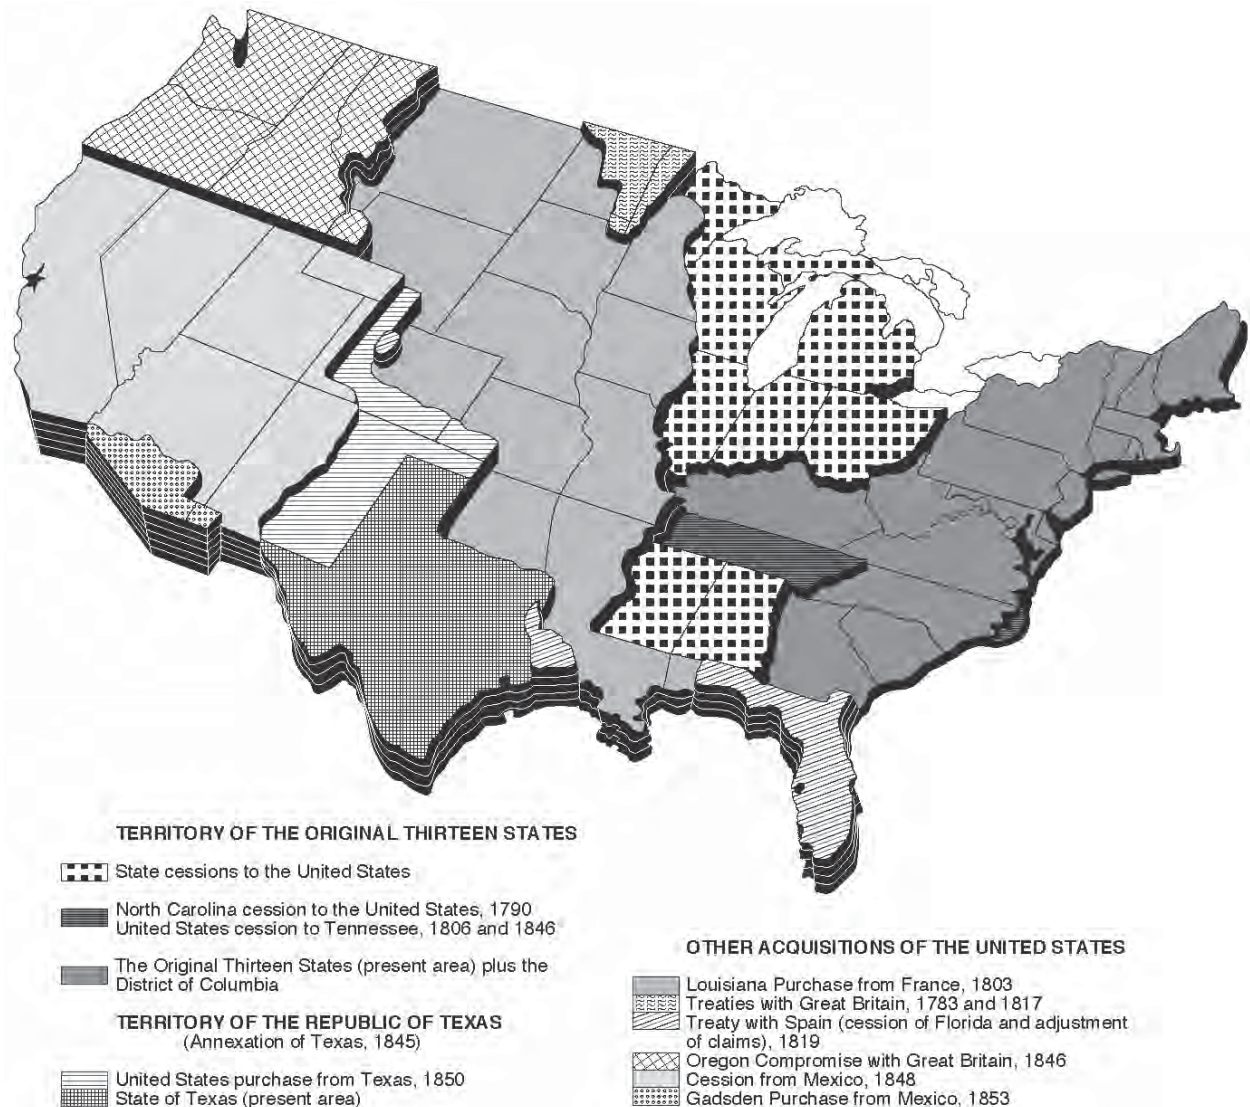 TERRITORY OF THE ORIGINAL THIRTEEN STATES
State cessions to the United States
North Carolina cession to the United States, 1790
United States cession to Tennessee, 1806 and 1846
The Original Thirteen States (present area) plus the
District of Columbia
TERRITORY OF THE REPUBLIC OF TEXAS
(Annexation of Texas, 1845)
United States purchase from Texas, 1850
State of Texas (present area)
OTHER ACQUISITIONS OF THE UNITED STATES
Louisiana Purchase from France, 1803
Treaties with Great Britain, 1783 and 1817
Treaty with Spain (cession of Florida and adjustment
of claims), 1819
Oregon Compromise with Great Britain, 1846
Cession from Mexico, 1848
Gadsden Purchase from Mexico, 1853